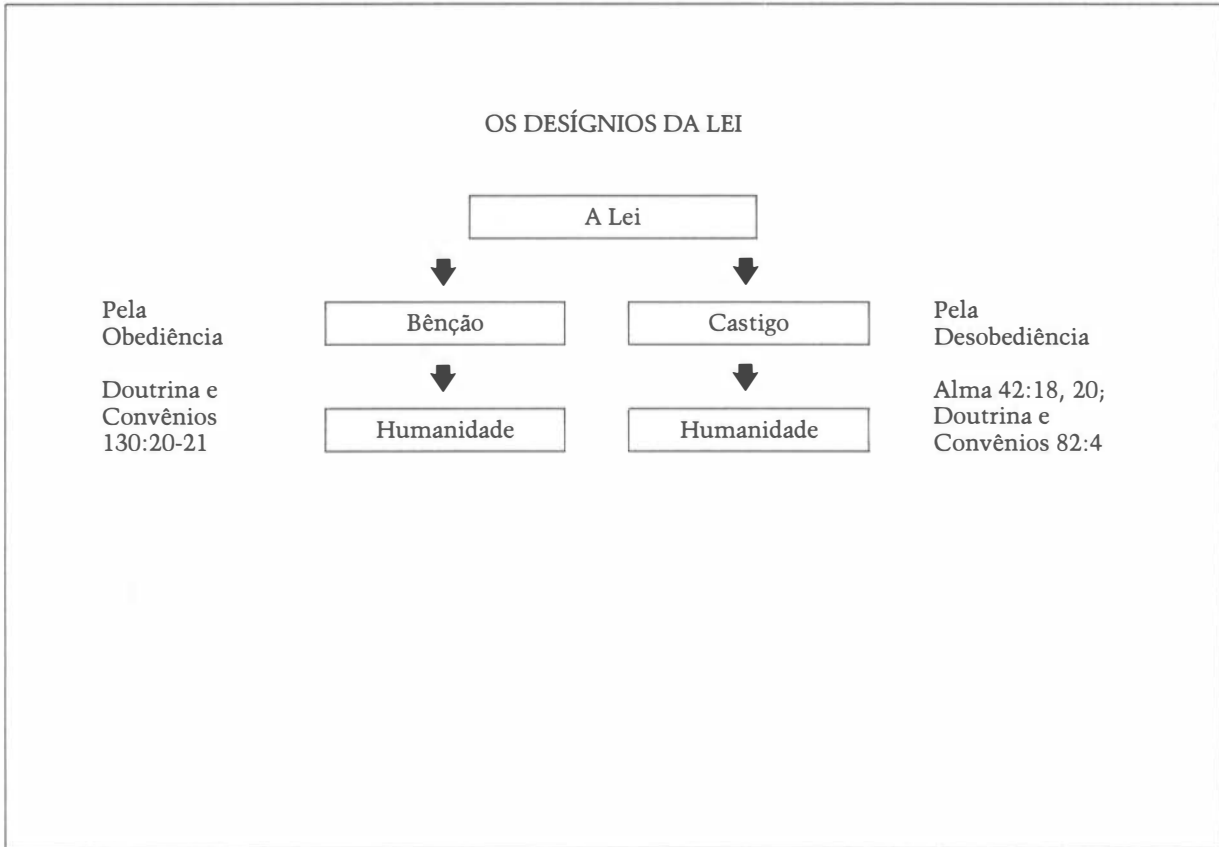 OS DESÍGNIOS DA LEI
A Lei
Pela
Obediência
Bênção
Castigo
Pela
Desobediência
Doutrina e
Convênios
130:20-21
Humanidade
Humanidade
Alma 42:18, 20;
Doutrina e
Convênios 82:4